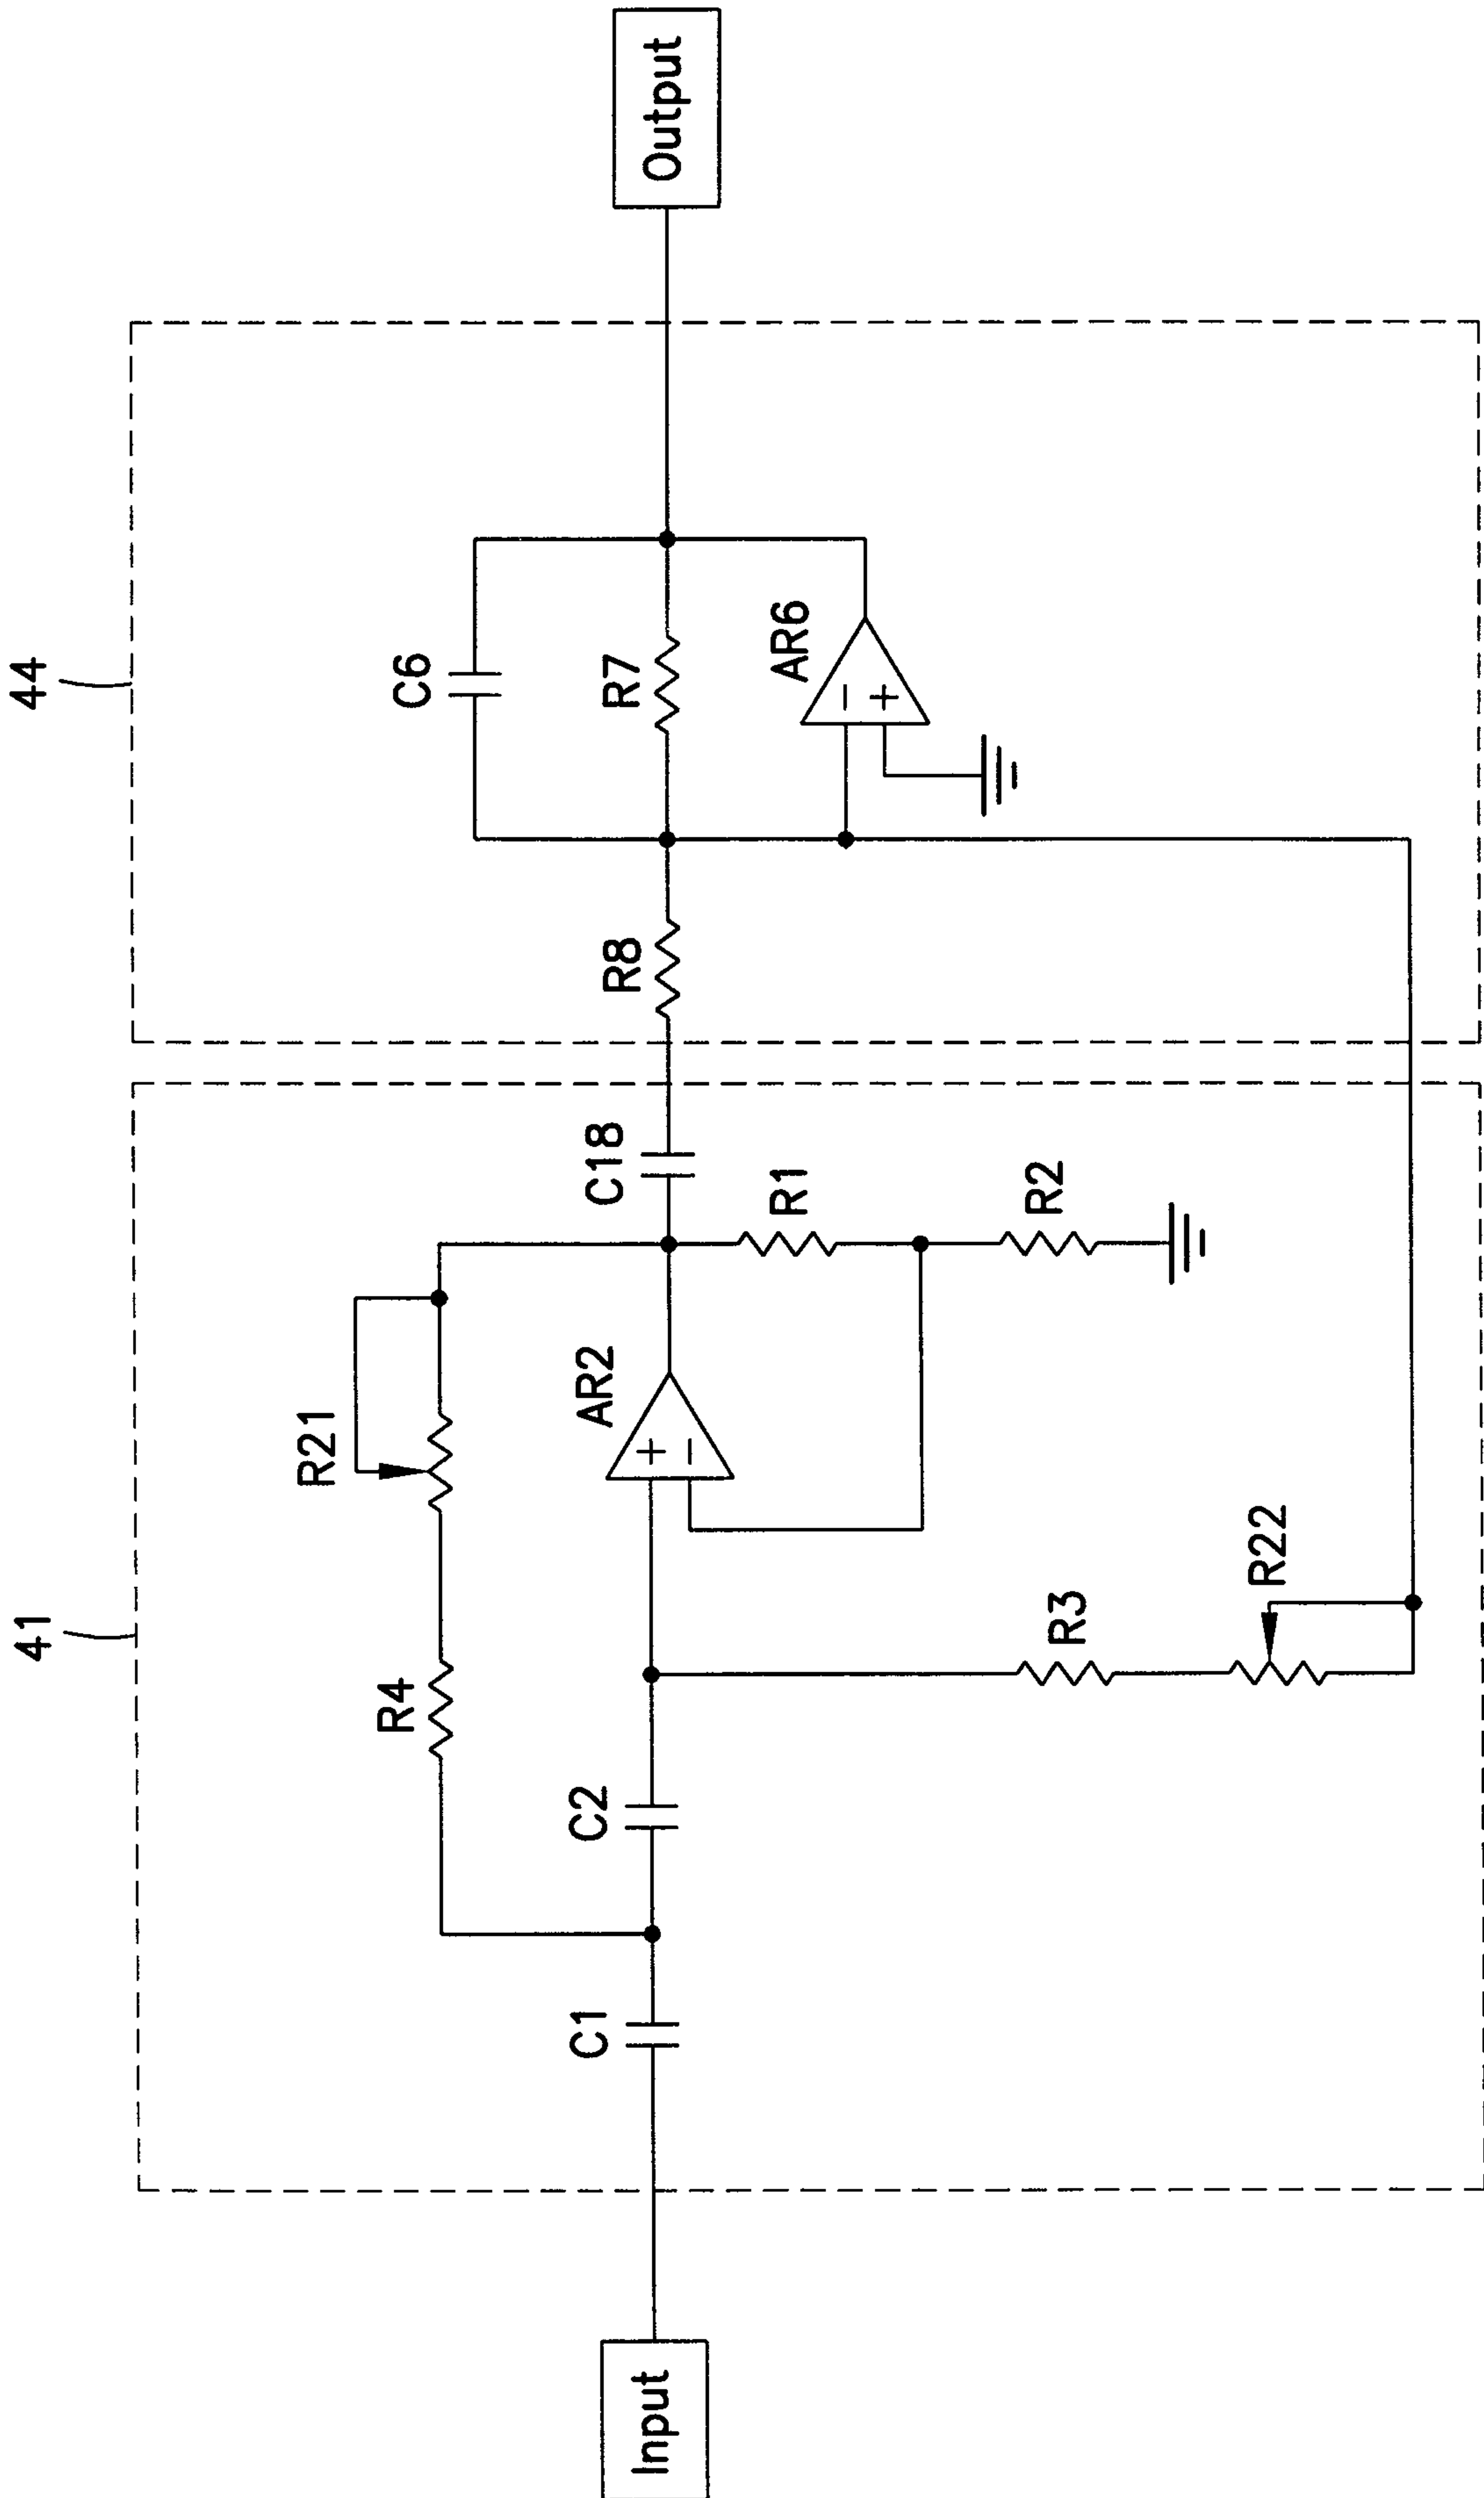 41
44
R21
R4
C6
C1
C2
AR2
C18
R8
R7
Input
Output
R1
AR6
+
−
−
+
R3
R2
R22